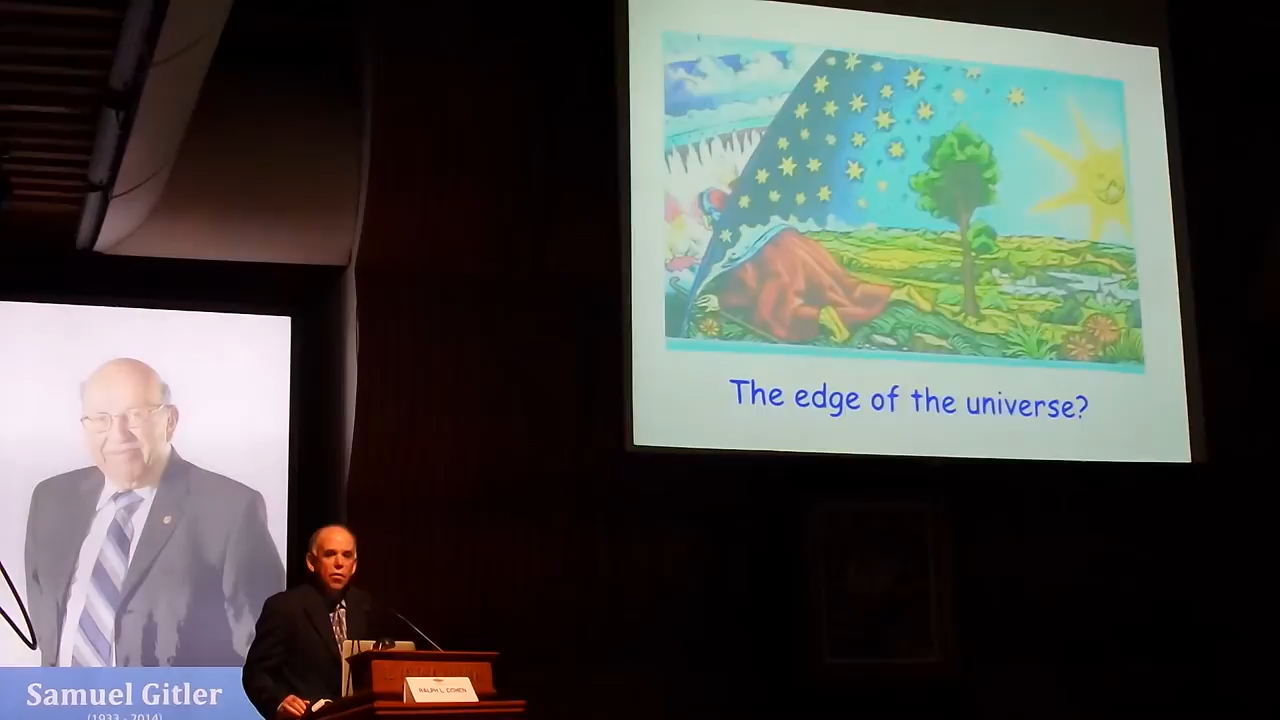 The edge of the universe?
Samuel Gitler
(1933 - 2014)
RALPH L. COHEN